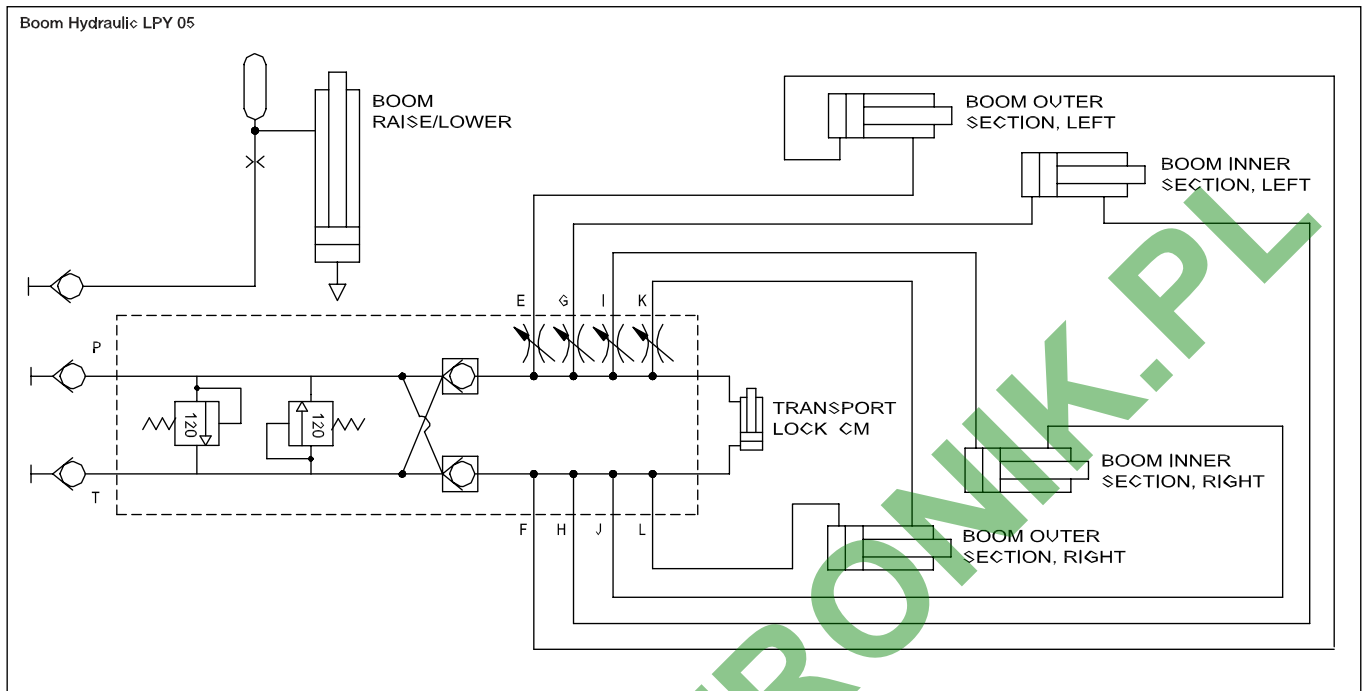 Boom Hydraulic LPY 05
BOOM
RAISE/LOWER
BOOM OUTER
SECTION, LEFT
BOOM INNER
SECTION, LEFT
E G I K
P
120
120
TRANSPORT
LOCK CM
T
F H J L
BOOM INNER
SECTION, RIGHT
BOOM OUTER
SECTION, RIGHT
RONIK.PL